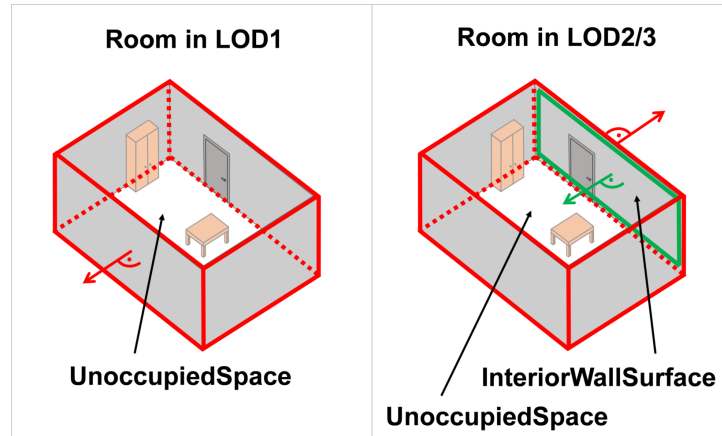 Room in LOD1
UnoccupiedSpace
Room in LOD2/3
InteriorWallSurface
UnoccupiedSpace